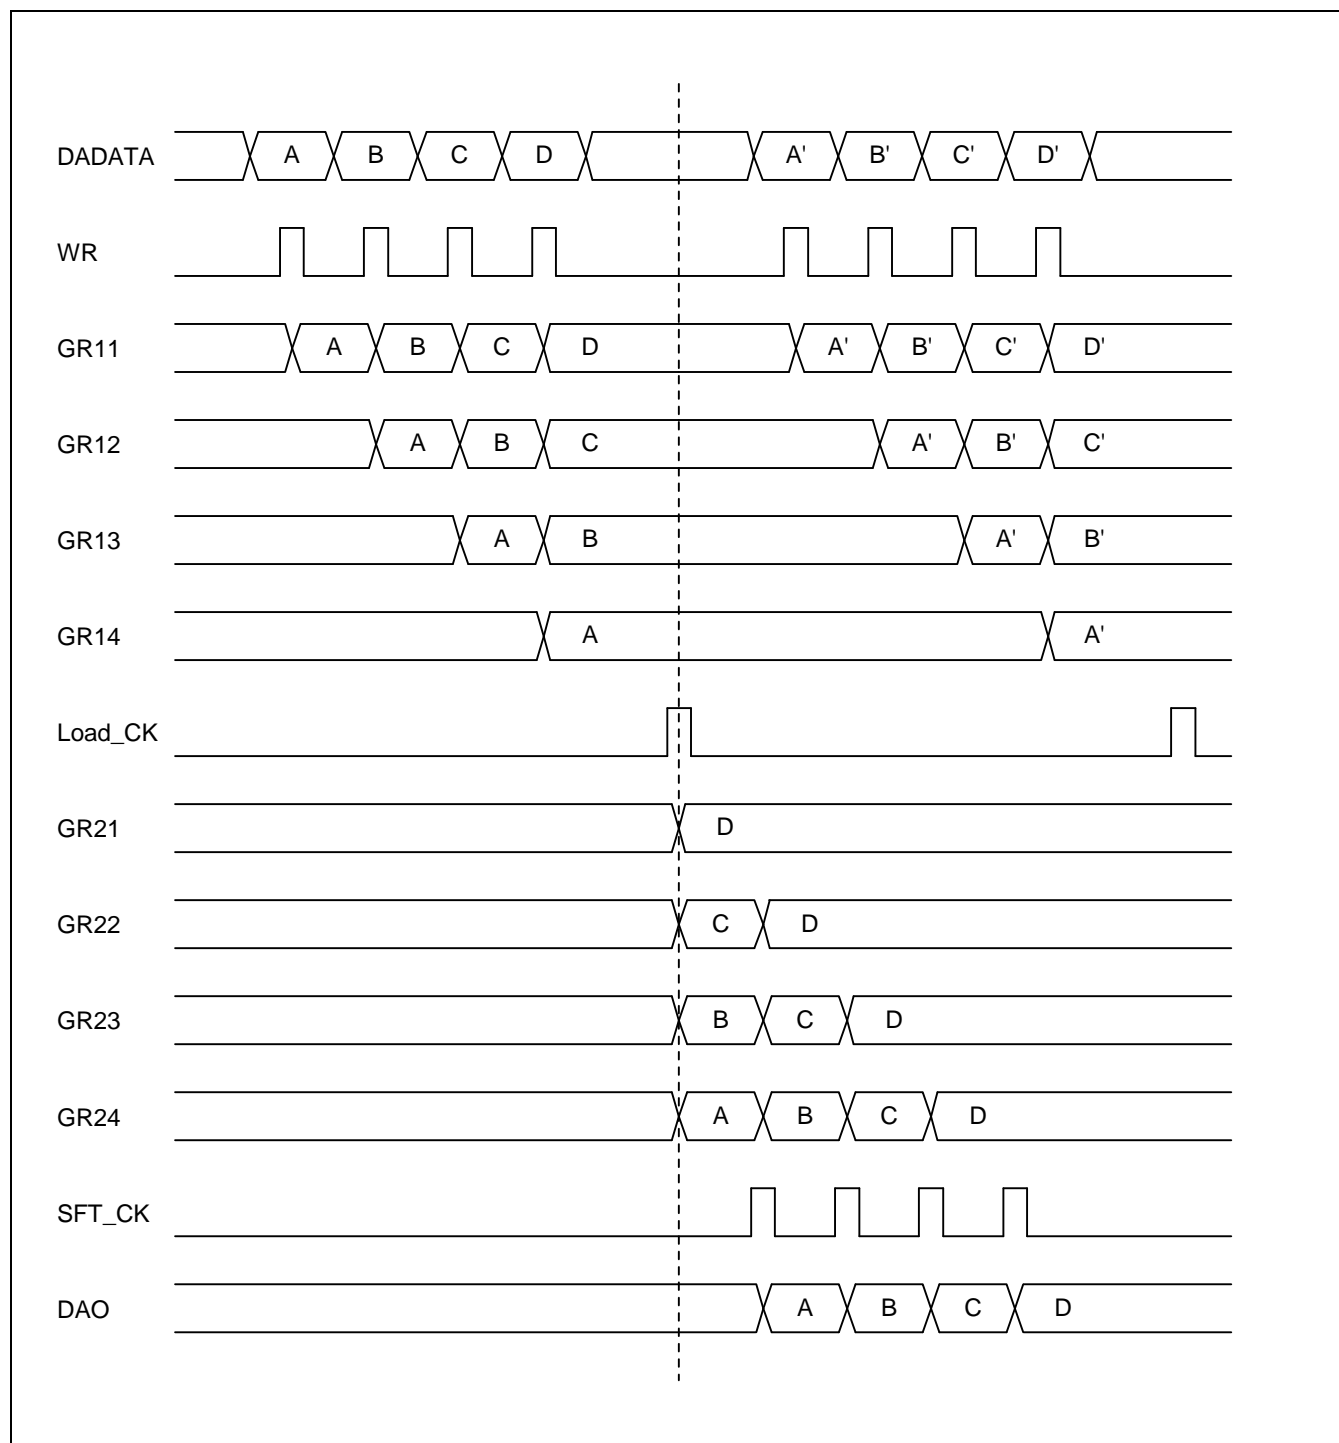 DADATA A B C D A' B' C' D'
WR
GR11 A B C D A' B' C' D'
GR12 A B C A' B' C'
GR13 A B A' B'
GR14 A A'
Load_CK
GR21 D
GR22 C D
GR23 B C D
GR24 A B C D
SFT_CK
DAO A B C D